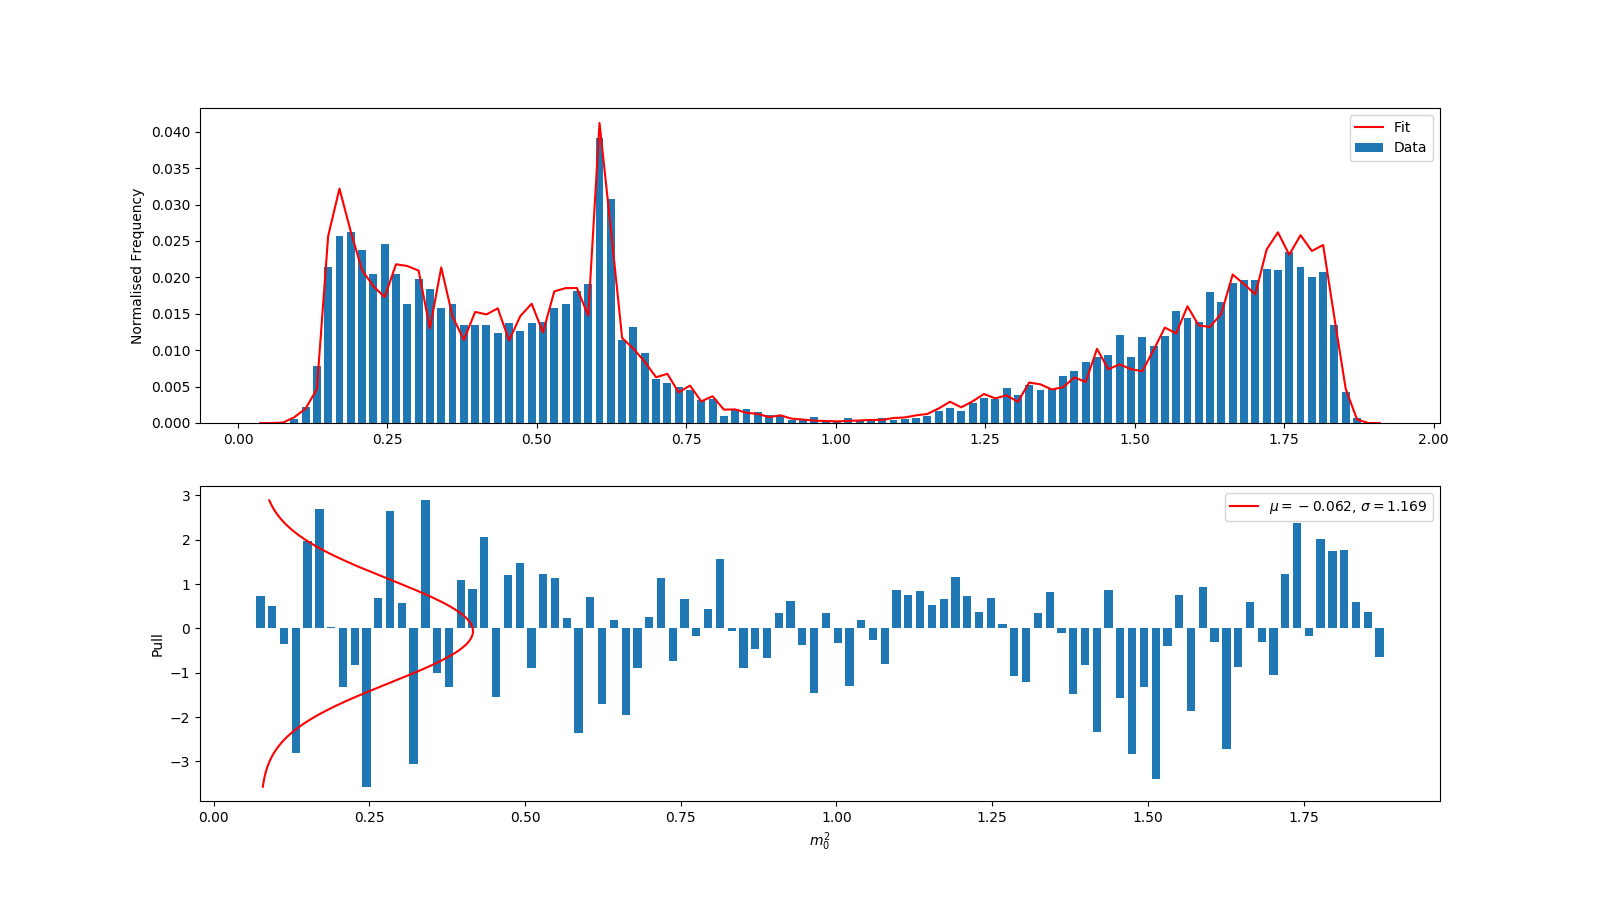 0.040
0.035
0.030
0.025
0.020
0.015
0.010
0.005
0.000
Normalised Frequency
Fit
Data
0.00 0.25 0.50 0.75 1.00 1.25 1.50 1.75 2.00
3
2
1
0
−1
−2
−3
Pull
μ = −0.062, σ = 1.169
0.00 0.25 0.50 0.75 1.00 1.25 1.50 1.75
m₀²